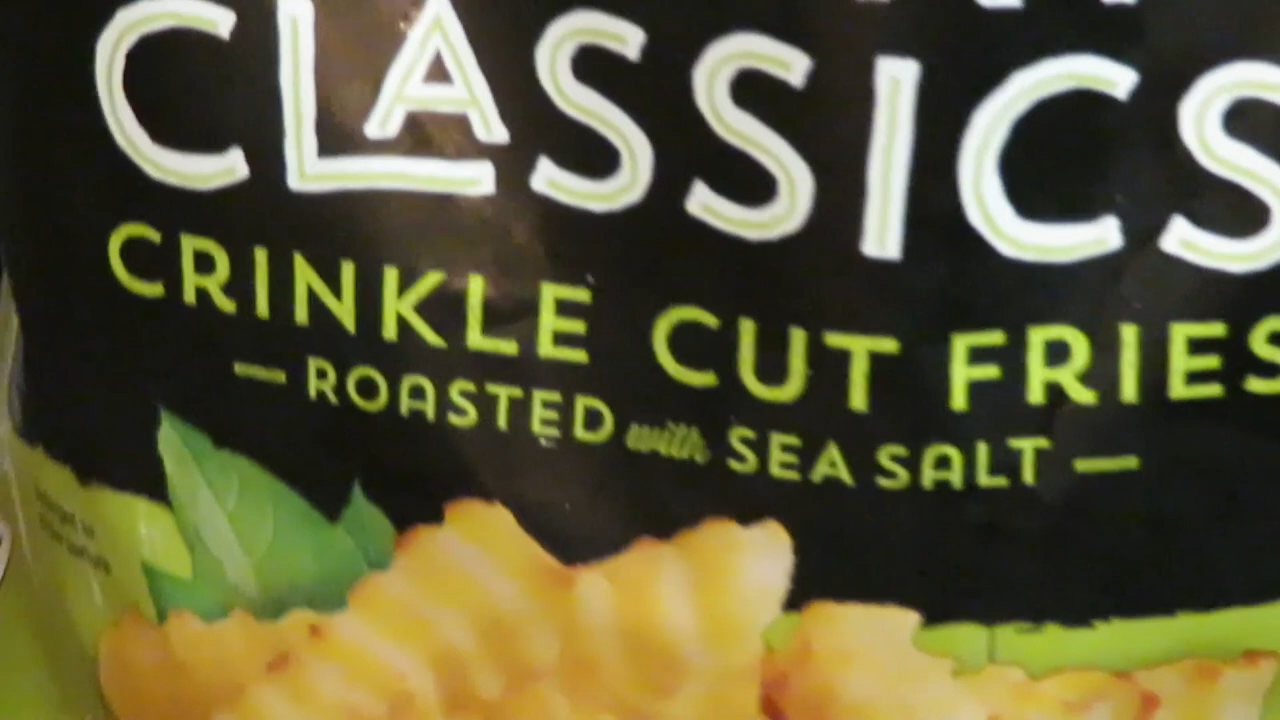 CLASSICS
CRINKLE CUT FRIES
— ROASTED with SEA SALT —